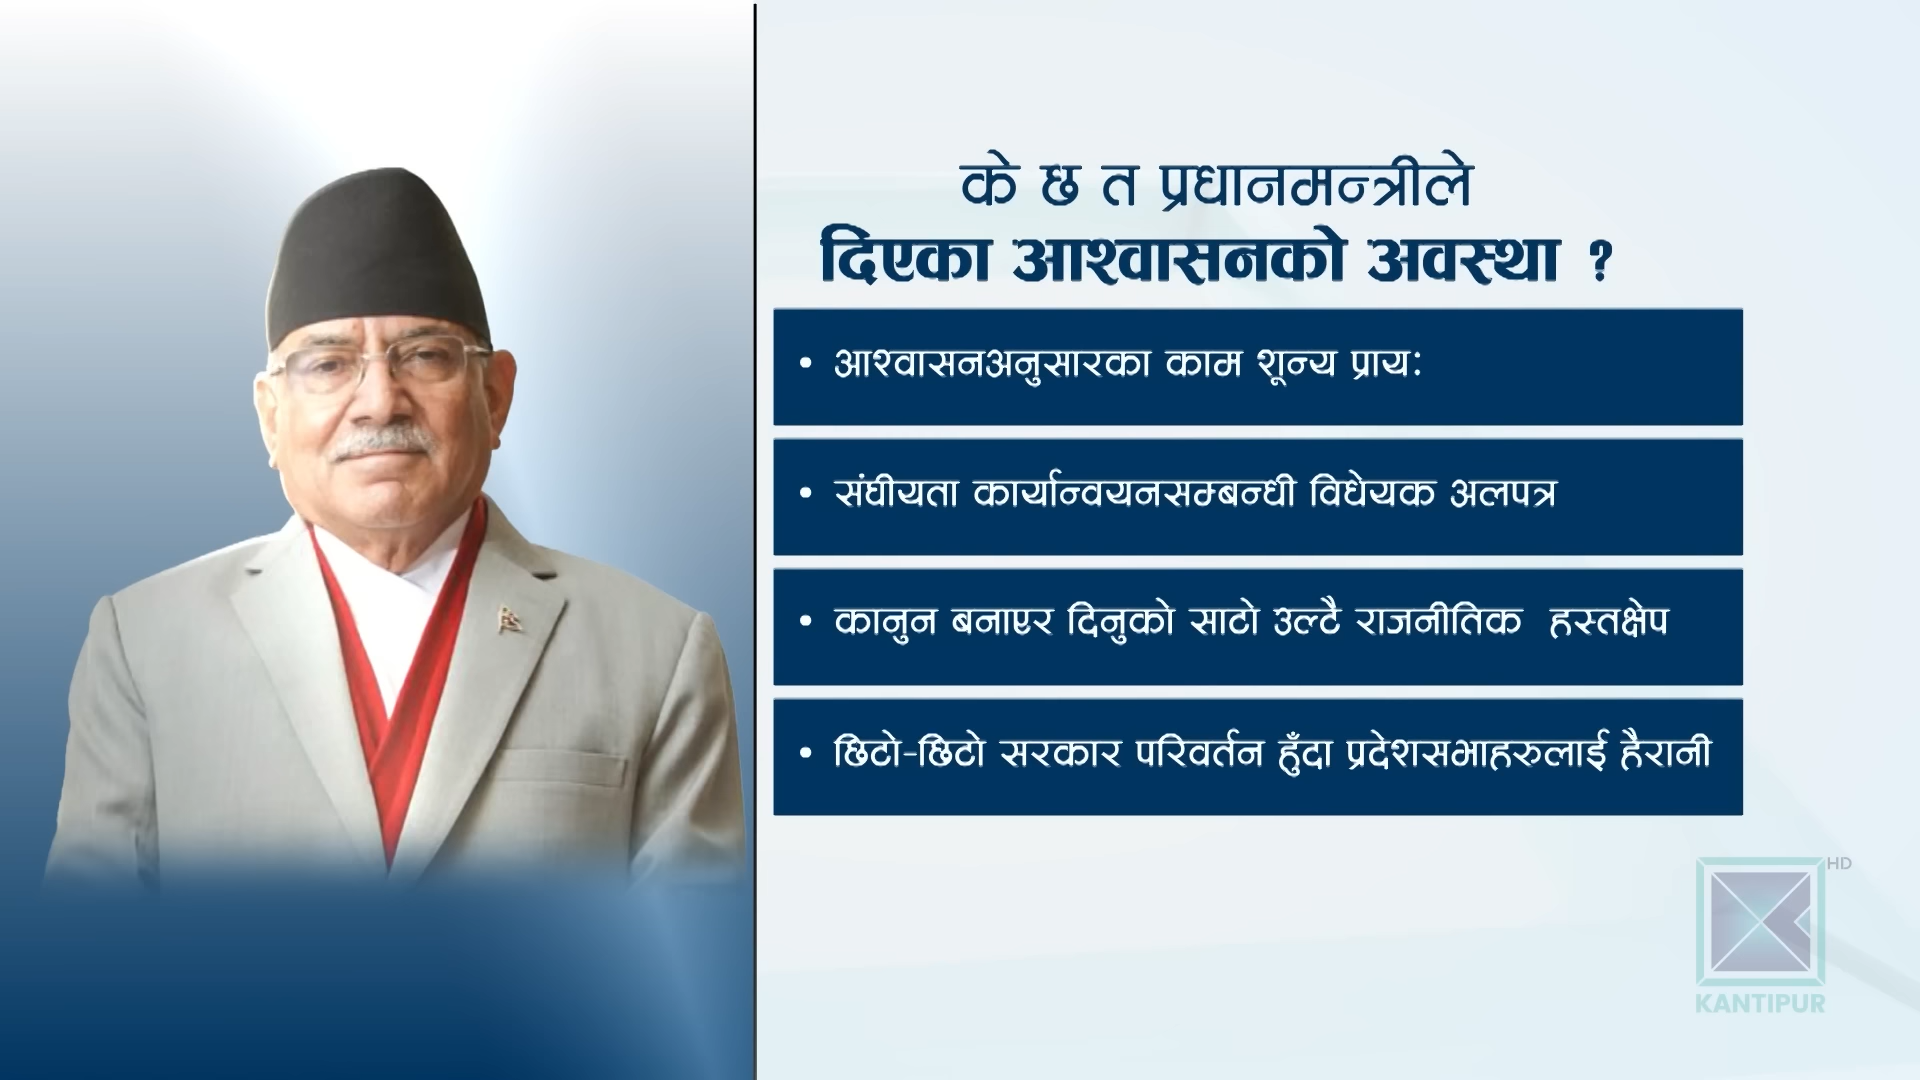 के छ त प्रधानमन्त्रीले
दिएका आश्वासनको अवस्था ?
• आश्वासनअनुसारका काम शून्य प्रायः
• संघीयता कार्यान्वयनसम्बन्धी विधेयक अलपत्र
• कानुन बनाएर दिनुको साटो उल्टै राजनीतिक हस्तक्षेप
• छिटो-छिटो सरकार परिवर्तन हुँदा प्रदेशसभाहरुलाई हैरानी
HD
KANTIPUR